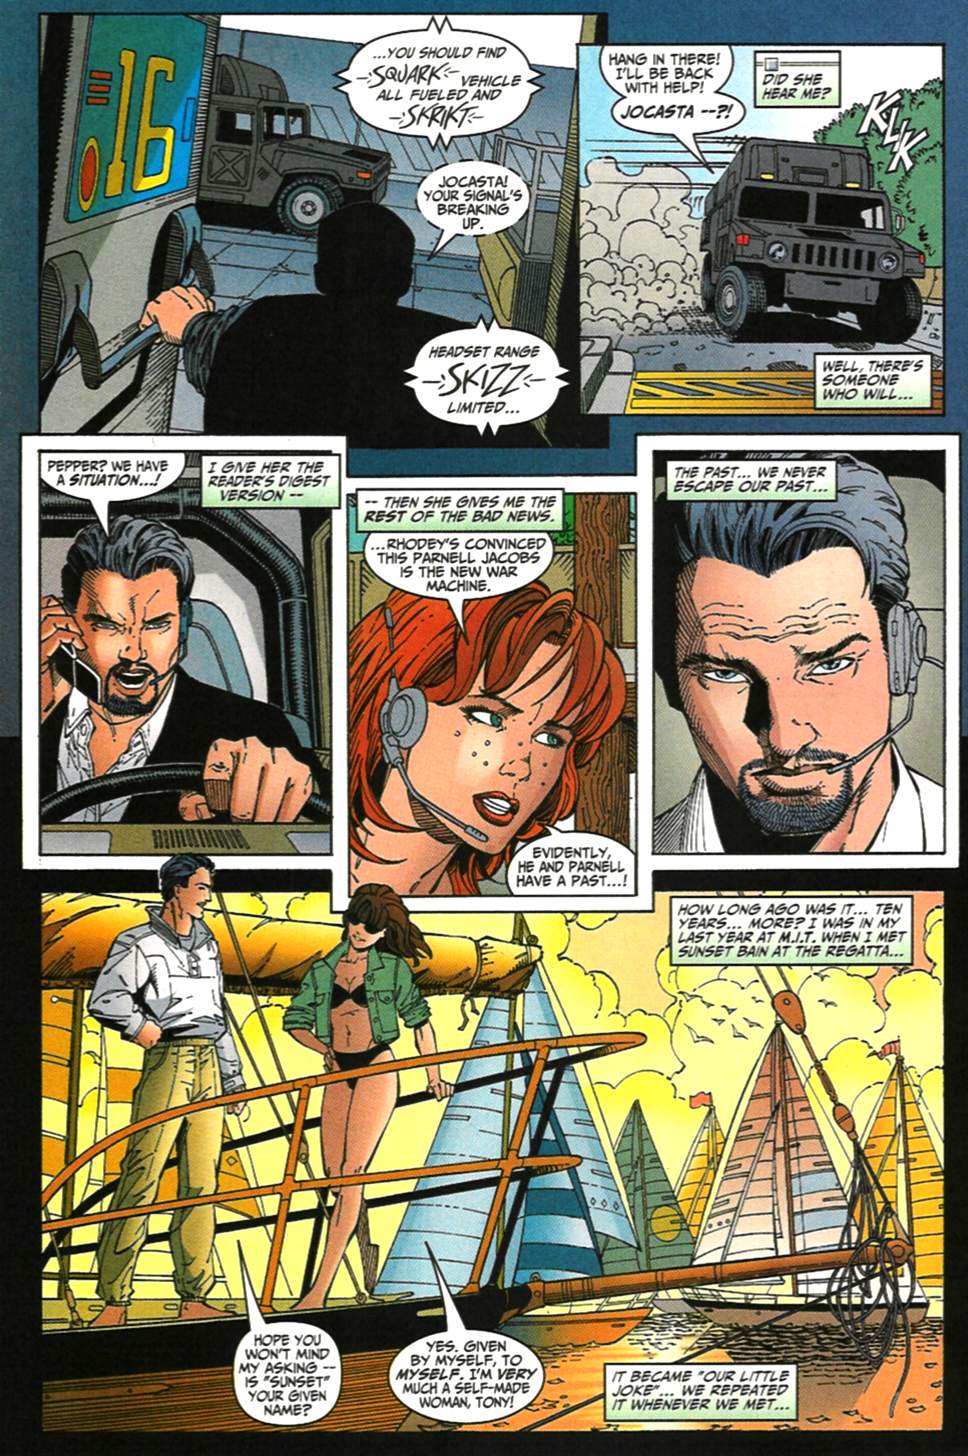 ...YOU SHOULD FIND
-SQUARK- VEHICLE
ALL FUELED AND
-SKRIKT-
16
JOCASTA!
YOUR SIGNAL'S
BREAKING
UP.
HEADSET RANGE
-SKIZZ-
LIMITED...
HANG IN THERE!
I'LL BE BACK
WITH HELP!
JOCASTA --?!
DID SHE
HEAR ME?
KLIK
WELL, THERE'S
SOMEONE
WHO WILL...
PEPPER? WE HAVE
A SITUATION...!
I GIVE HER THE
READER'S DIGEST
VERSION --
-- THEN SHE GIVES ME THE
REST OF THE BAD NEWS.
...RHODEY'S CONVINCED
THIS PARNELL JACOBS
IS THE NEW WAR
MACHINE.
EVIDENTLY,
HE AND PARNELL
HAVE A PAST...!
THE PAST... WE NEVER
ESCAPE OUR PAST...
HOW LONG AGO WAS IT... TEN
YEARS... MORE? I WAS IN MY
LAST YEAR AT M.I.T. WHEN I MET
SUNSET BAIN AT THE REGATTA...
HOPE YOU
WON'T MIND
MY ASKING --
IS "SUNSET"
YOUR GIVEN
NAME?
YES. GIVEN
BY MYSELF, TO
MYSELF. I'M VERY
MUCH A SELF-MADE
WOMAN, TONY!
IT BECAME "OUR LITTLE
JOKE"... WE REPEATED
IT WHENEVER WE MET...